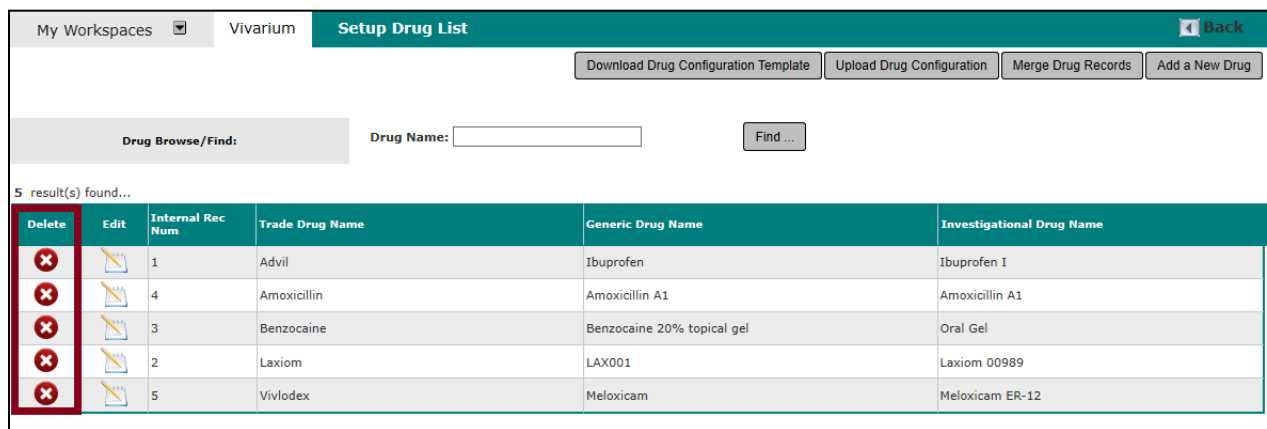 My Workspaces Vivarium Setup Drug List Back
Download Drug Configuration Template Upload Drug Configuration Merge Drug Records Add a New Drug
Drug Browse/Find: Drug Name: Find ...
5 result(s) found...
Delete Edit Internal Rec Num Trade Drug Name Generic Drug Name Investigational Drug Name
1 Advil Ibuprofen Ibuprofen I
4 Amoxicillin Amoxicillin A1 Amoxicillin A1
3 Benzocaine Benzocaine 20% topical gel Oral Gel
2 Laxiom LAX001 Laxiom 00989
5 Vivlodex Meloxicam Meloxicam ER-12